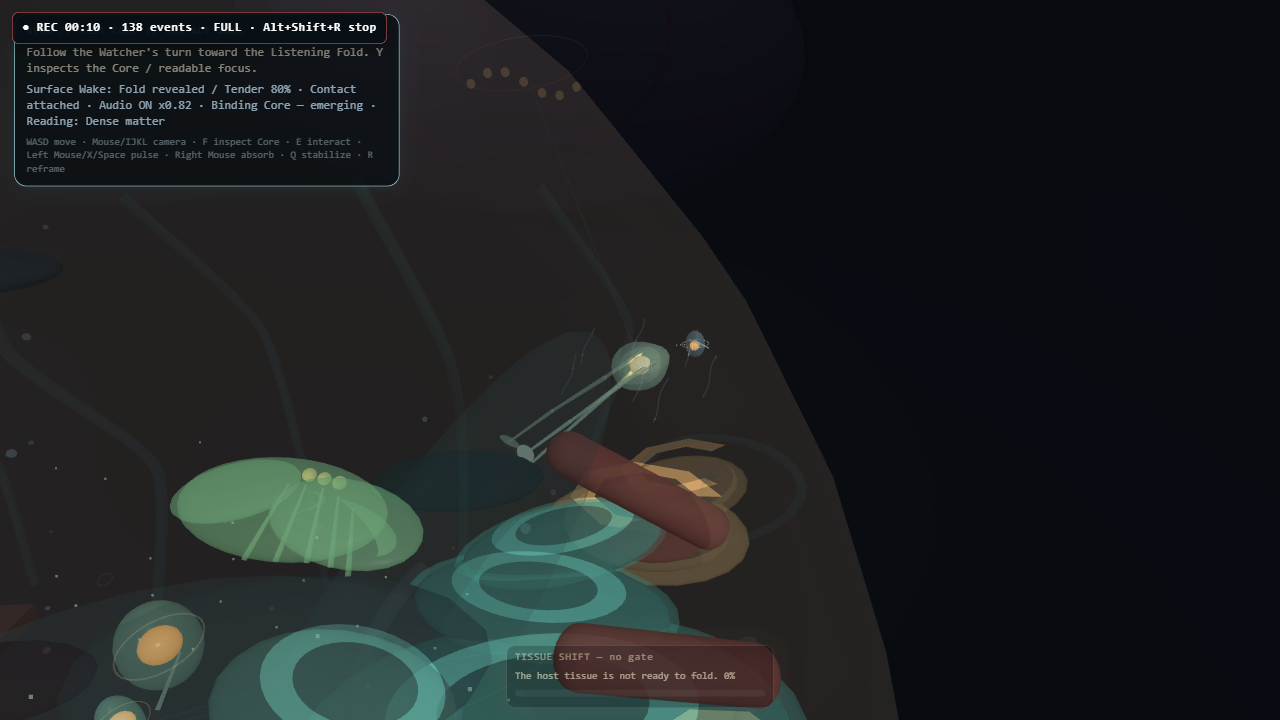 ● REC 00:10 · 138 events · FULL · Alt+Shift+R stop
Follow the Watcher's turn toward the Listening Fold. Y
inspects the Core / readable focus.
Surface Wake: Fold revealed / Tender 80% · Contact
attached · Audio ON x0.82 · Binding Core — emerging ·
Reading: Dense matter
WASD move · Mouse/IJKL camera · F inspect Core · E interact ·
Left Mouse/X/Space pulse · Right Mouse absorb · Q stabilize · R
reframe
TISSUE SHIFT — no gate
The host tissue is not ready to fold. 0%